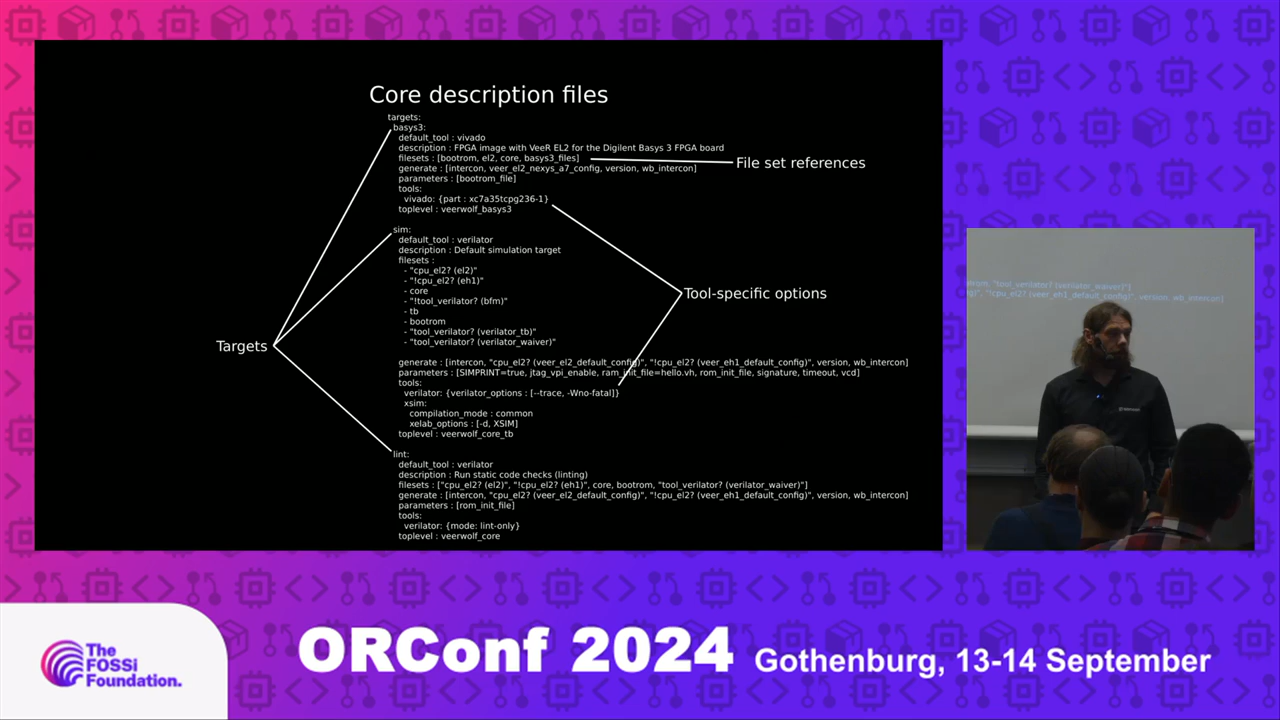 Core description files
targets:
basys3:
default_tool : vivado
description : FPGA image with VeeR EL2 for the Digilent Basys 3 FPGA board
filesets : [bootrom, el2, core, basys3_files]
File set references
generate : [intercon, veer_el2_nexys_a7_config, version, wb_intercon]
parameters : [bootrom_file]
tools:
vivado: {part : xc7a35tcpg236-1}
toplevel : veerwolf_basys3
sim:
default_tool : verilator
description : Default simulation target
filesets :
- "cpu_el2? (el2)"
- "!cpu_el2? (eh1)"
- core
- "!tool_verilator? (bfm)"
- tb
- bootrom
- "tool_verilator? (verilator_tb)"
- "tool_verilator? (verilator_waiver)"
Tool-specific options
Targets
generate : [intercon, "cpu_el2? (veer_el2_default_config)", "!cpu_el2? (veer_eh1_default_config)", version, wb_intercon]
parameters : [SIMPRINT=true, jtag_vpi_enable, ram_init_file=hello.vh, rom_init_file, signature, timeout, vcd]
tools:
verilator: {verilator_options : [--trace, -Wno-fatal]}
xsim:
compilation_mode : common
xelab_options : [-d, XSIM]
toplevel : veerwolf_core_tb
lint:
default_tool : verilator
description : Run static code checks (linting)
filesets : ["cpu_el2? (el2)", "!cpu_el2? (eh1)", core, bootrom, "tool_verilator? (verilator_waiver)"]
generate : [intercon, "cpu_el2? (veer_el2_default_config)", "!cpu_el2? (veer_eh1_default_config)", version, wb_intercon]
parameters : [rom_init_file]
tools:
verilator: {mode: lint-only}
toplevel : veerwolf_core
"tool_verilator? (verilator_waiver)"]
"!cpu_el2? (veer_eh1_default_config)", version, wb_intercon]
The
FOSSi
Foundation.
ORConf 2024 Gothenburg, 13-14 September